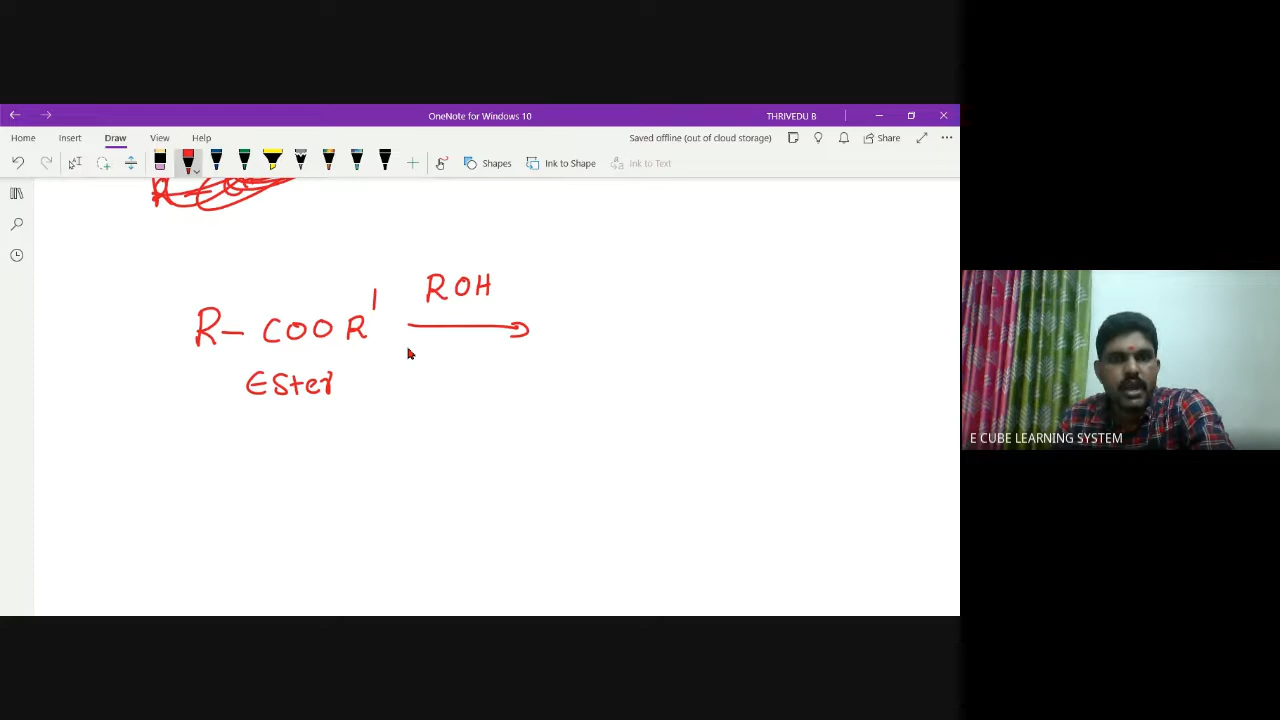 OneNote for Windows 10
THRIVEDU B
Home Insert Draw View Help
Saved offline (out of cloud storage)
Share
Shapes
Ink to Shape
Ink to Text
ROH
R- COOR'
Ester
E CUBE LEARNING SYSTEM